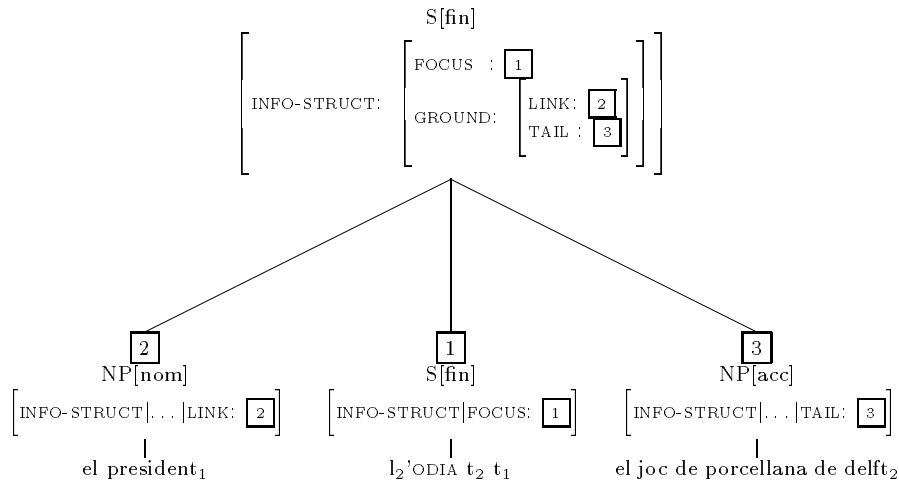 S[fin]
FOCUS : 1
INFO-STRUCT:
LINK: 2
GROUND:
TAIL : 3
2 1 3
NP[nom] S[fin] NP[acc]
INFO-STRUCT|...|LINK: 2 INFO-STRUCT|FOCUS: 1 INFO-STRUCT|...|TAIL: 3
el president₁ l₂'ODIA t₂ t₁ el joc de porcellana de delft₂